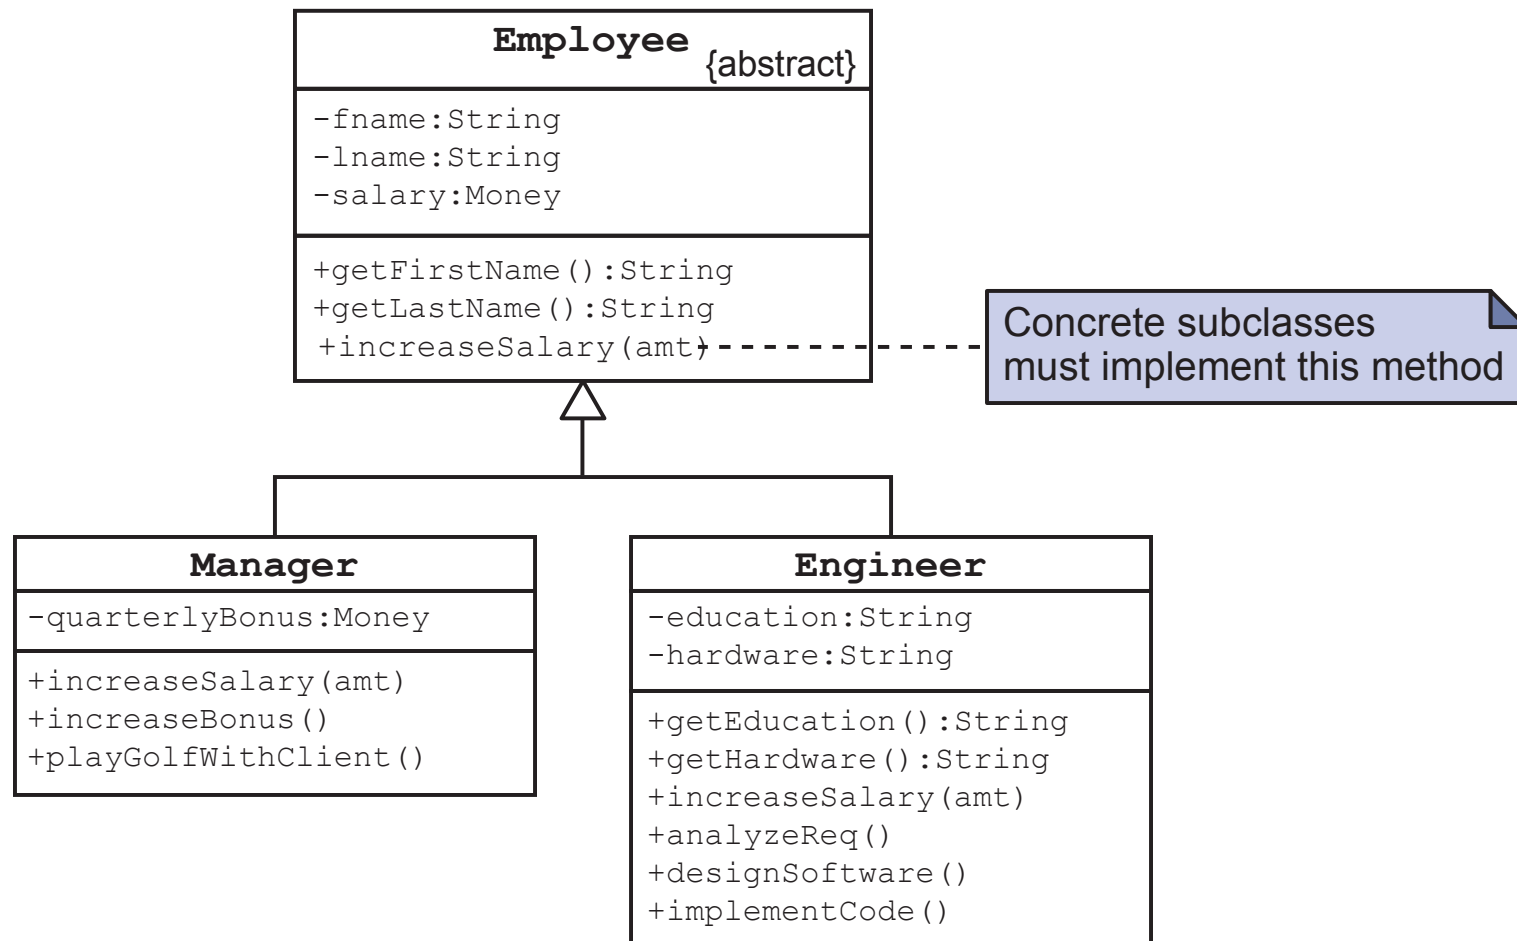 Employee
{abstract}
-fname:String
-lname:String
-salary:Money
+getFirstName():String
+getLastName():String
+increaseSalary(amt)
Concrete subclasses
must implement this method
Manager
-quarterlyBonus:Money
+increaseSalary(amt)
+increaseBonus()
+playGolfWithClient()
Engineer
-education:String
-hardware:String
+getEducation():String
+getHardware():String
+increaseSalary(amt)
+analyzeReq()
+designSoftware()
+implementCode()